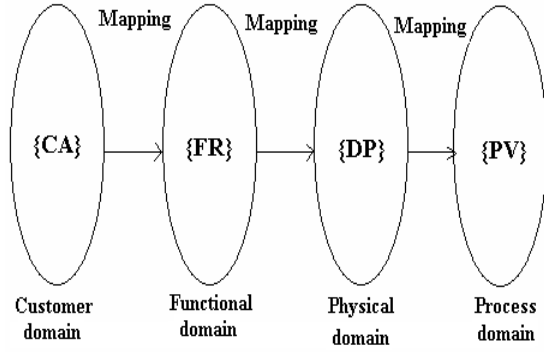 Mapping
Mapping
Mapping
{CA}
{FR}
{DP}
{PV}
Customer
domain
Functional
domain
Physical
domain
Process
domain